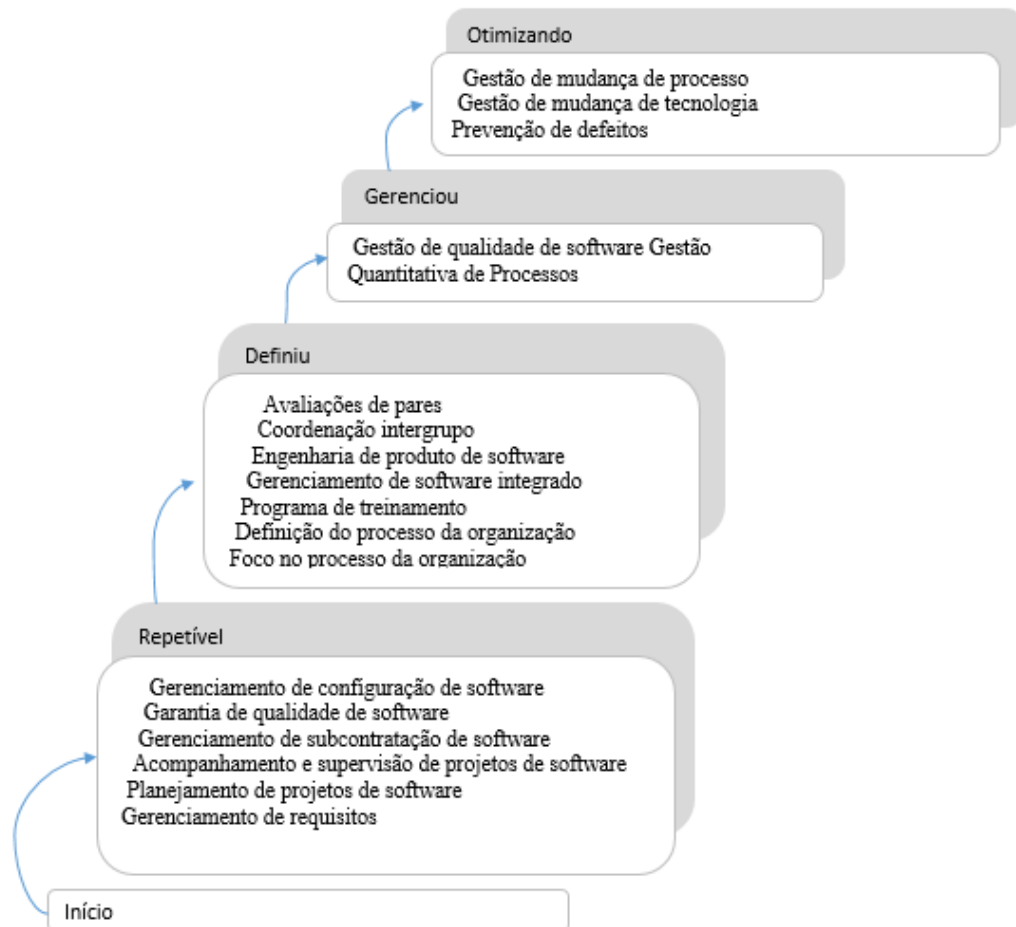 Otimizando
Gestão de mudança de processo
Gestão de mudança de tecnologia
Prevenção de defeitos
Gerenciou
Gestão de qualidade de software Gestão
Quantitativa de Processos
Definiu
Avaliações de pares
Coordenação intergrupo
Engenharia de produto de software
Gerenciamento de software integrado
Programa de treinamento
Definição do processo da organização
Foco no processo da organização
Repetível
Gerenciamento de configuração de software
Garantia de qualidade de software
Gerenciamento de subcontratação de software
Acompanhamento e supervisão de projetos de software
Planejamento de projetos de software
Gerenciamento de requisitos
Início